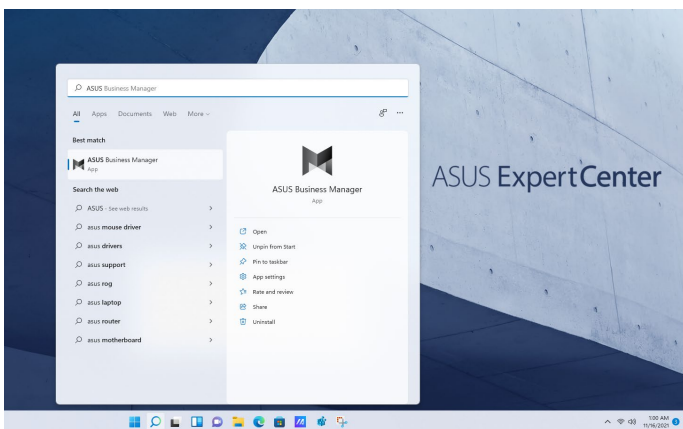 ASUS Business Manager
All Apps Documents Web More
Best match
ASUS Business Manager
App
Search the web
ASUS - See web results
asus mouse driver
asus drivers
asus support
asus rog
asus laptop
asus router
asus motherboard
ASUS Business Manager
App
Open
Unpin from Start
Pin to taskbar
App settings
Rate and review
Share
Uninstall
ASUS ExpertCenter
1:00 AM
11/16/2021